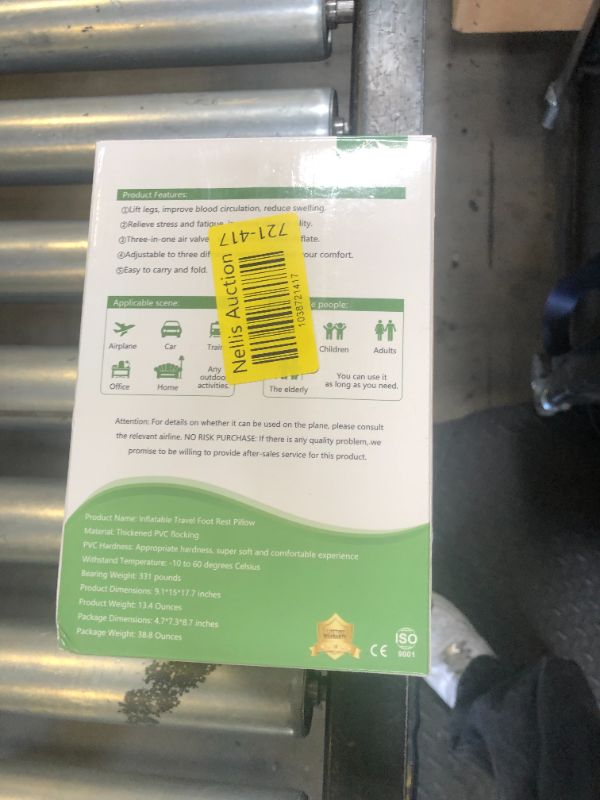 Product Features:
①Lift legs, improve blood circulation, reduce swelling.
②Relieve stress and fatigue,
③Three-in-one air valve
④Adjustable to three your comfort.
⑤Easy to carry and fold.
721-417
Nellis Auction
1038721417
Applicable scene:
people:
Airplane
Car
Children
Adults
Office
Home
Any
outdoor
activities.
The elderly
You can use it
as long as you need.
Attention: For details on whether it can be used on the plane, please consult
the relevant airline. NO RISK PURCHASE: If there is any quality problem,.we
promise to be willing to provide after-sales service for this product.
Product Name: Inflatable Travel Foot Rest Pillow
Material: Thickened PVC flocking
PVC Hardness: Appropriate hardness, super soft and comfortable experience
Withstand Temperature: -10 to 60 degrees Celsius
Bearing Weight: 331 pounds
Product Dimensions: 9.1*15*17.7 inches
Product Weight: 13.4 Ounces
Package Dimensions: 4.7*7.3*8.7 inches
Package Weight: 38.8 Ounces
CE
ISO
9001